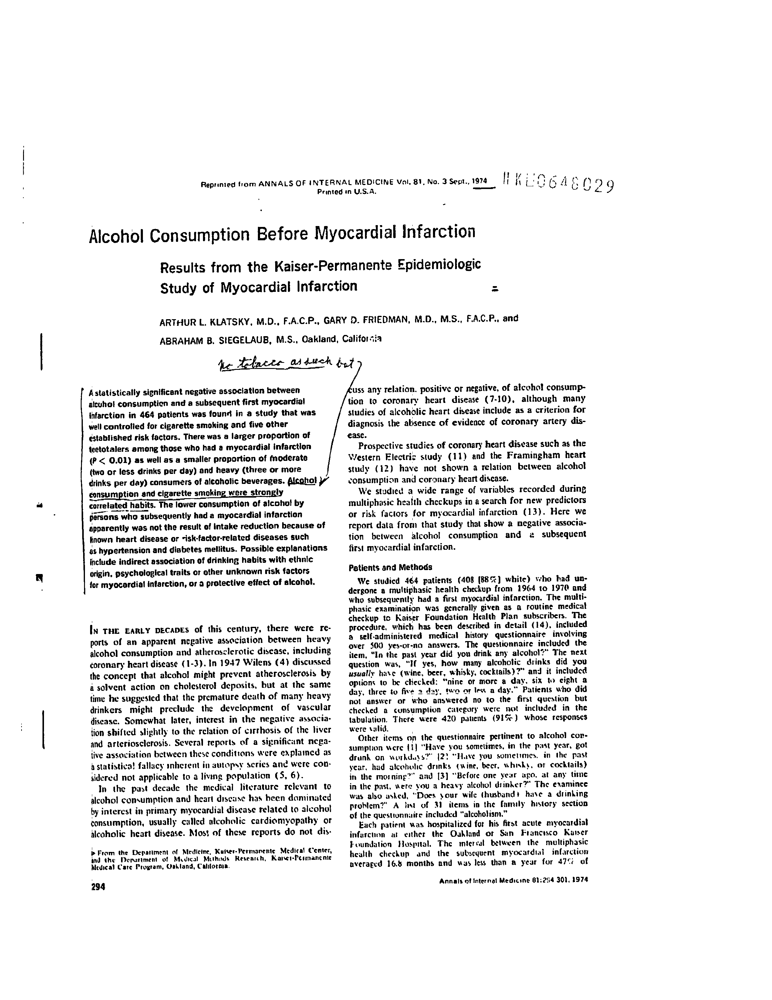 Reprinted from ANNALS OF INTERNAL MEDICINE Vol. 81, No. 3 Sept., 1974
Printed in U.S.A.
0648029
Alcohol Consumption Before Myocardial Infarction
Results from the Kaiser-Permanente Epidemiologic
Study of Myocardial Infarction
ARTHUR L. KLATSKY, M.D., F.A.C.P., GARY D. FRIEDMAN, M.D., M.S., F.A.C.P., and
ABRAHAM B. SIEGELAUB, M.S., Oakland, California
no tobacco as such but
A statistically significant negative association between
alcohol consumption and a subsequent first myocardial
infarction in 464 patients was found in a study that was
well controlled for cigarette smoking and five other
established risk factors. There was a larger proportion of
teetotalers among those who had a myocardial infarction
(P < 0.01) as well as a smaller proportion of moderate
(two or less drinks per day) and heavy (three or more
drinks per day) consumers of alcoholic beverages. Alcohol
consumption and cigarette smoking were strongly
correlated habits. The lower consumption of alcohol by
persons who subsequently had a myocardial infarction
apparently was not the result of intake reduction because of
known heart disease or risk-factor-related diseases such
as hypertension and diabetes mellitus. Possible explanations
include indirect association of drinking habits with ethnic
origin, psychological traits or other unknown risk factors
for myocardial infarction, or a protective effect of alcohol.
IN THE EARLY DECADES of this century, there were re-
ports of an apparent negative association between heavy
alcohol consumption and atherosclerotic disease, including
coronary heart disease (1-3). In 1947 Wilens (4) discussed
the concept that alcohol might prevent atherosclerosis by
a solvent action on cholesterol deposits, but at the same
time he suggested that the premature death of many heavy
drinkers might preclude the development of vascular
disease. Somewhat later, interest in the negative associa-
tion shifted slightly to the relation of cirrhosis of the liver
and arteriosclerosis. Several reports of a significant nega-
tive association between these conditions were explained as
a statistical fallacy inherent in autopsy series and were con-
sidered not applicable to a living population (5, 6).
In the past decade the medical literature relevant to
alcohol consumption and heart disease has been dominated
by interest in primary myocardial disease related to alcohol
consumption, usually called alcoholic cardiomyopathy or
alcoholic heart disease. Most of these reports do not dis-
► From the Department of Medicine, Kaiser-Permanente Medical Center,
and the Department of Medical Methods Research, Kaiser-Permanente
Medical Care Program, Oakland, California.
294
cuss any relation, positive or negative, of alcohol consump-
tion to coronary heart disease (7-10), although many
studies of alcoholic heart disease include as a criterion for
diagnosis the absence of evidence of coronary artery dis-
ease.
Prospective studies of coronary heart disease such as the
Western Electric study (11) and the Framingham heart
study (12) have not shown a relation between alcohol
consumption and coronary heart disease.
We studied a wide range of variables recorded during
multiphasic health checkups in a search for new predictors
or risk factors for myocardial infarction (13). Here we
report data from that study that show a negative associa-
tion between alcohol consumption and a subsequent
first myocardial infarction.
Patients and Methods
We studied 464 patients (408 [88%] white) who had un-
dergone a multiphasic health checkup from 1964 to 1970 and
who subsequently had a first myocardial infarction. The multi-
phasic examination was generally given as a routine medical
checkup to Kaiser Foundation Health Plan subscribers. The
procedure, which has been described in detail (14), included
a self-administered medical history questionnaire involving
over 500 yes-or-no answers. The questionnaire included the
item, "In the past year did you drink any alcohol?" The next
question was, "If yes, how many alcoholic drinks did you
usually have (wine, beer, whisky, cocktails)?" and it included
options to be checked: "nine or more a day, six to eight a
day, three to five a day, two or less a day." Patients who did
not answer or who answered no to the first question but
checked a consumption category were not included in the
tabulation. There were 420 patients (91%) whose responses
were valid.
Other items on the questionnaire pertinent to alcohol con-
sumption were [1] "Have you sometimes, in the past year, got
drunk on workdays?" [2] "Have you sometimes, in the past
year, had alcoholic drinks (wine, beer, whisky, or cocktails)
in the morning?" and [3] "Before one year ago, at any time
in the past, were you a heavy alcohol drinker?" The examinee
was also asked, "Does your wife (husband) have a drinking
problem?" A list of 31 items in the family history section
of the questionnaire included "alcoholism."
Each patient was hospitalized for his first acute myocardial
infarction at either the Oakland or San Francisco Kaiser
Foundation Hospital. The interval between the multiphasic
health checkup and the subsequent myocardial infarction
averaged 16.8 months and was less than a year for 47% of
Annals of Internal Medicine 81:294 301, 1974